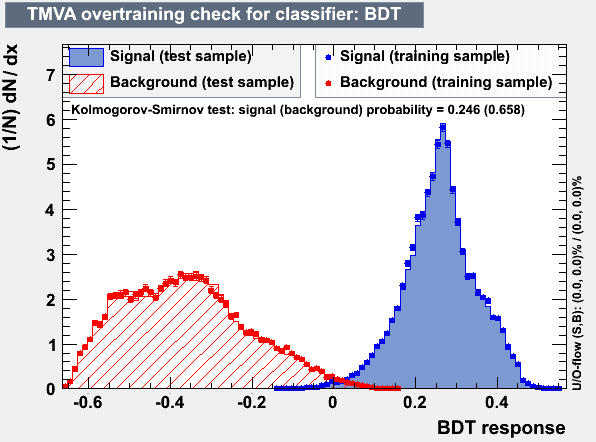 TMVA overtraining check for classifier: BDT
(1/N) dN / dx
Signal (test sample)
Background (test sample)
Signal (training sample)
Background (training sample)
Kolmogorov-Smirnov test: signal (background) probability = 0.246 (0.658)
7
6
5
4
3
2
1
0
-0.6 -0.4 -0.2 0 0.2 0.4
BDT response
U/O-flow (S,B): (0.0, 0.0)% / (0.0, 0.0)%